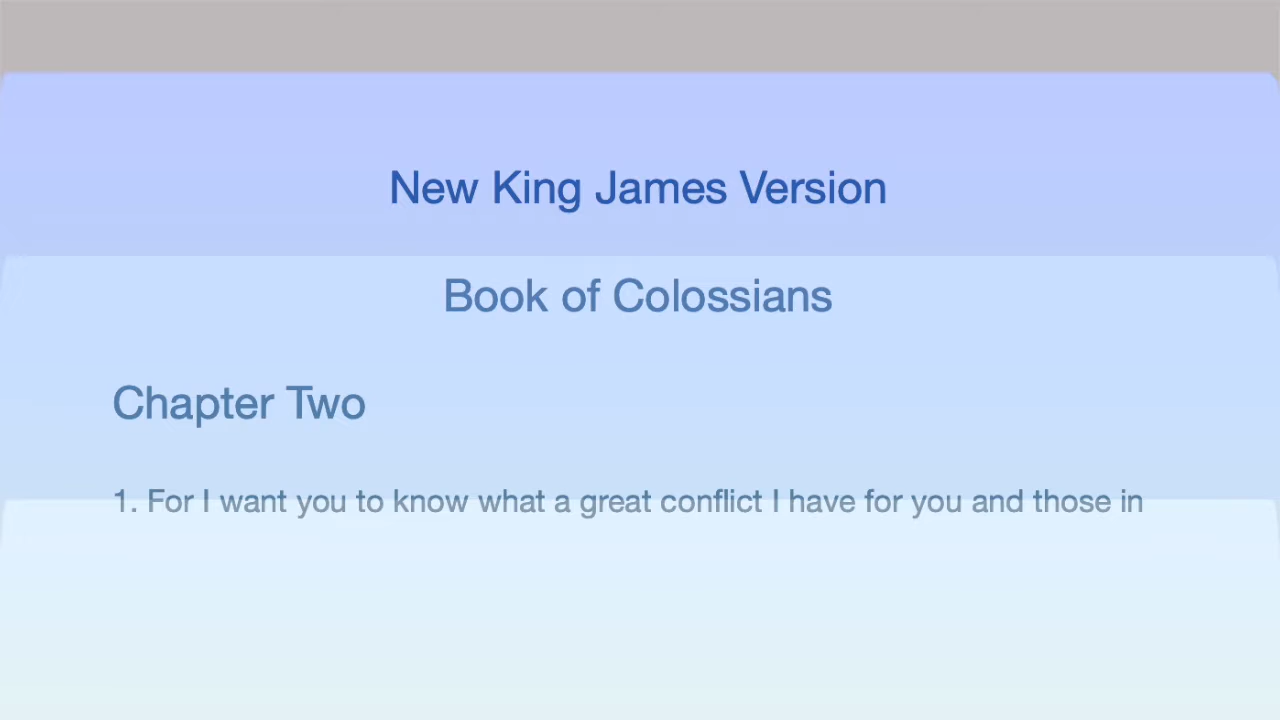 New King James Version
Book of Colossians
Chapter Two
1. For I want you to know what a great conflict I have for you and those in